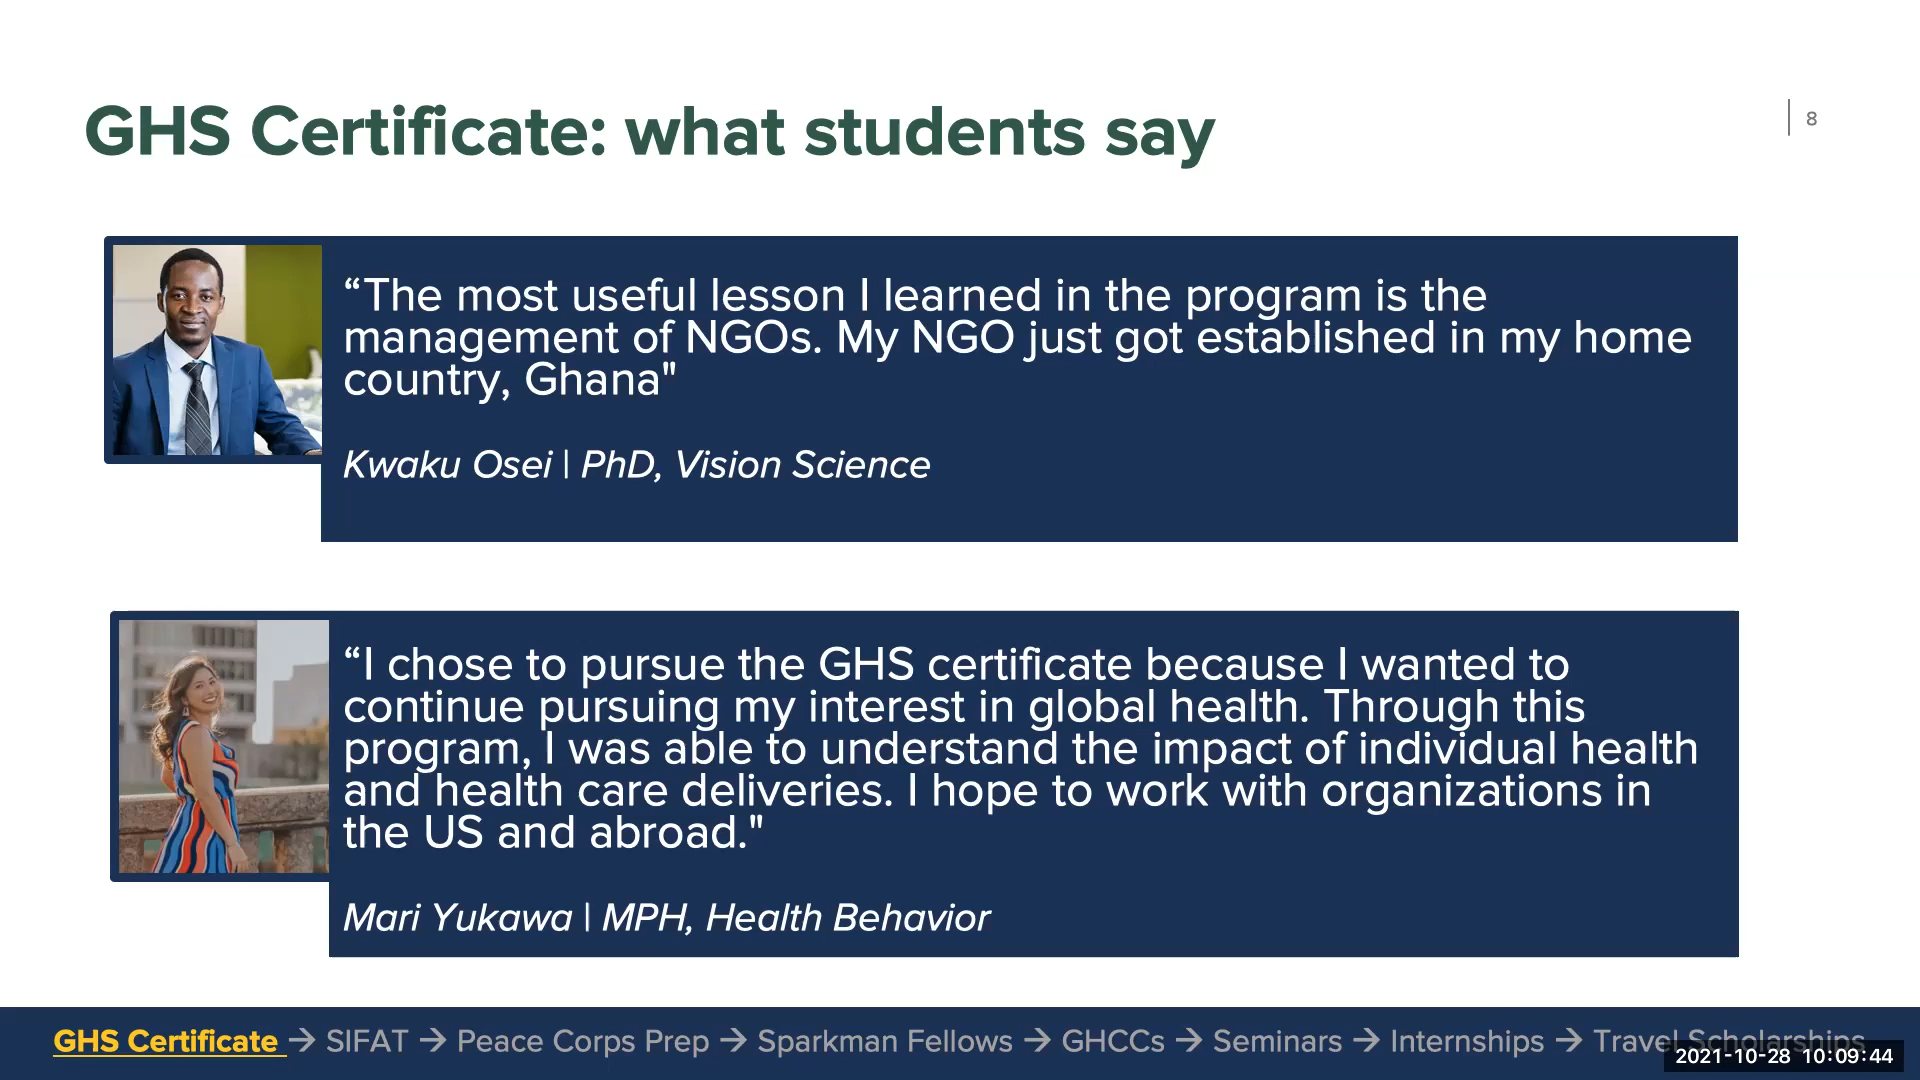 GHS Certificate: what students say
8
“The most useful lesson I learned in the program is the
management of NGOs. My NGO just got established in my home
country, Ghana"
Kwaku Osei | PhD, Vision Science
“I chose to pursue the GHS certificate because I wanted to
continue pursuing my interest in global health. Through this
program, I was able to understand the impact of individual health
and health care deliveries. I hope to work with organizations in
the US and abroad."
Mari Yukawa | MPH, Health Behavior
GHS Certificate → SIFAT → Peace Corps Prep → Sparkman Fellows → GHCCs → Seminars → Internships → Travel Scholarships
2021-10-28 10:09:44